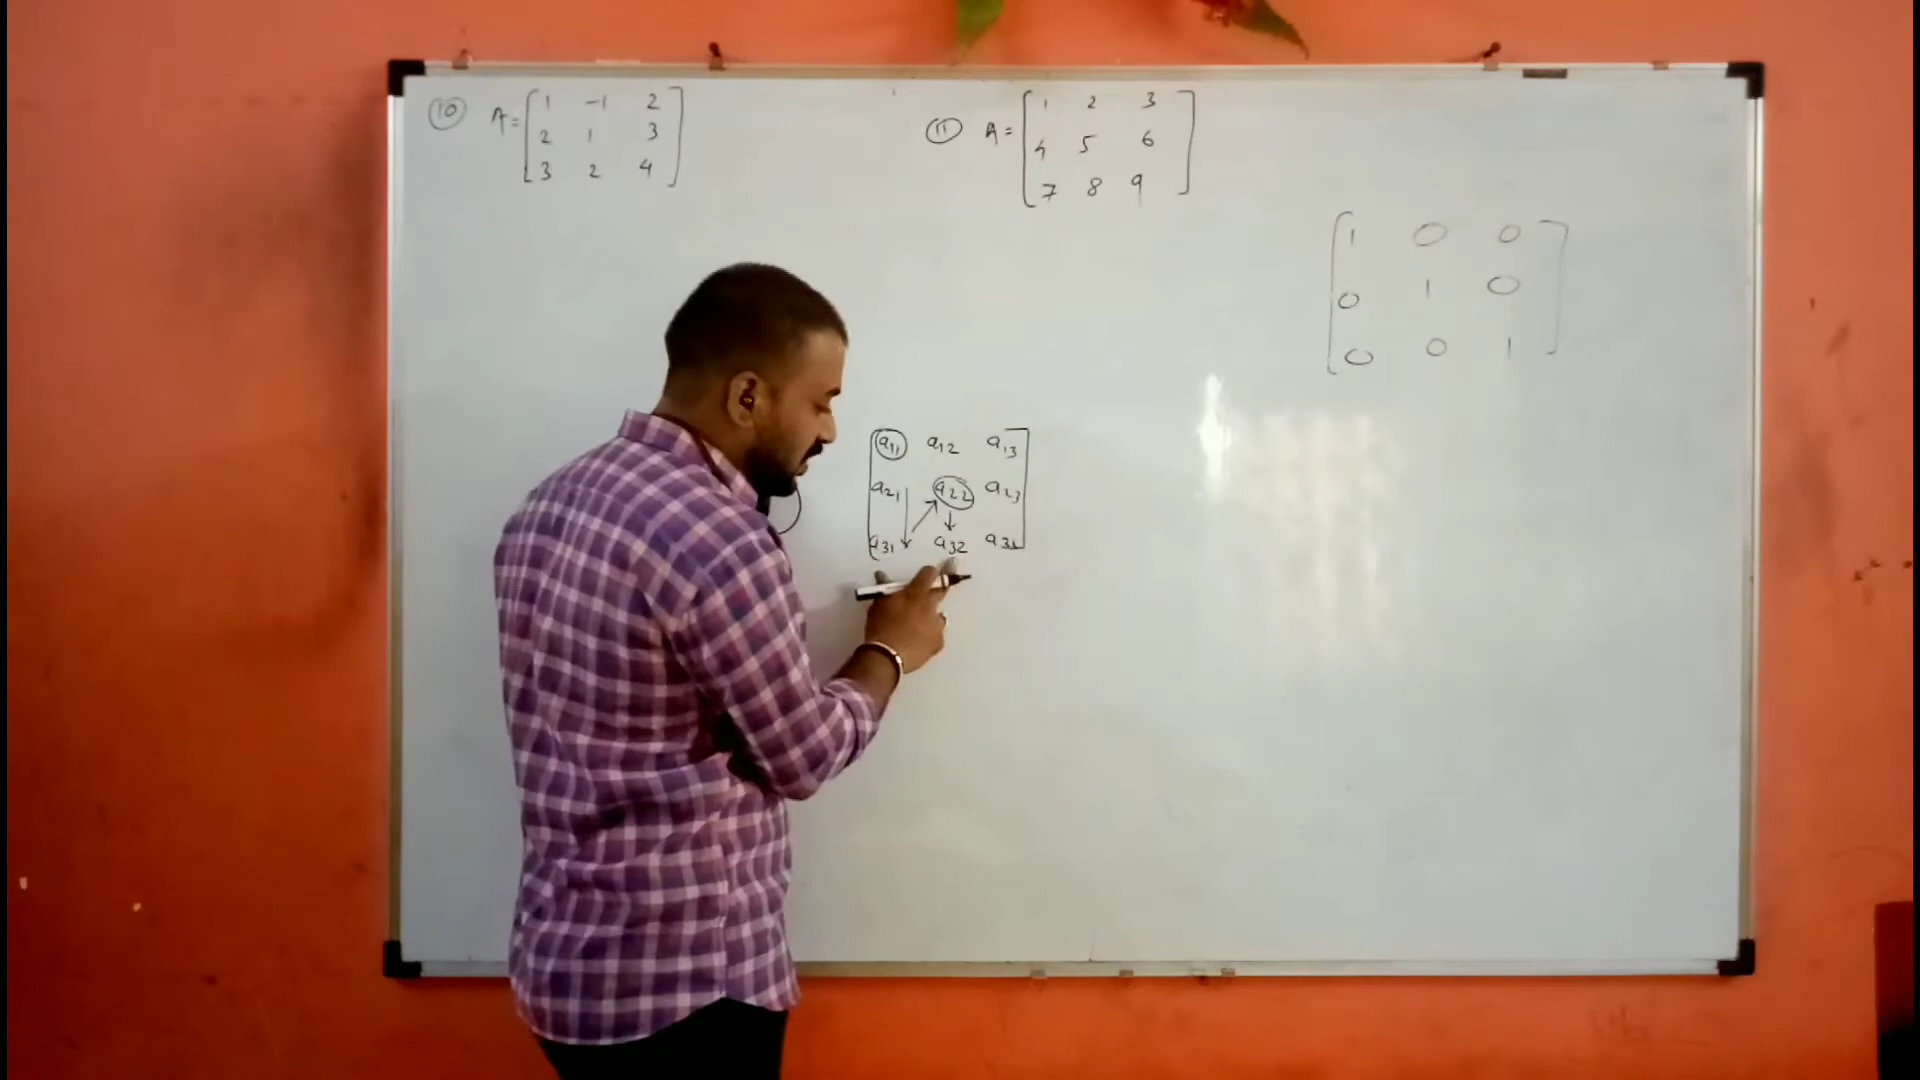 10 A = [ 1 -1 2
2 1 3
3 2 4 ]
11 A = [ 1 2 3
4 5 6
7 8 9 ]
[ 1 0 0
0 1 0
0 0 1 ]
[ a11 a12 a13
a21 a22 a23
a31 a32 a33 ]